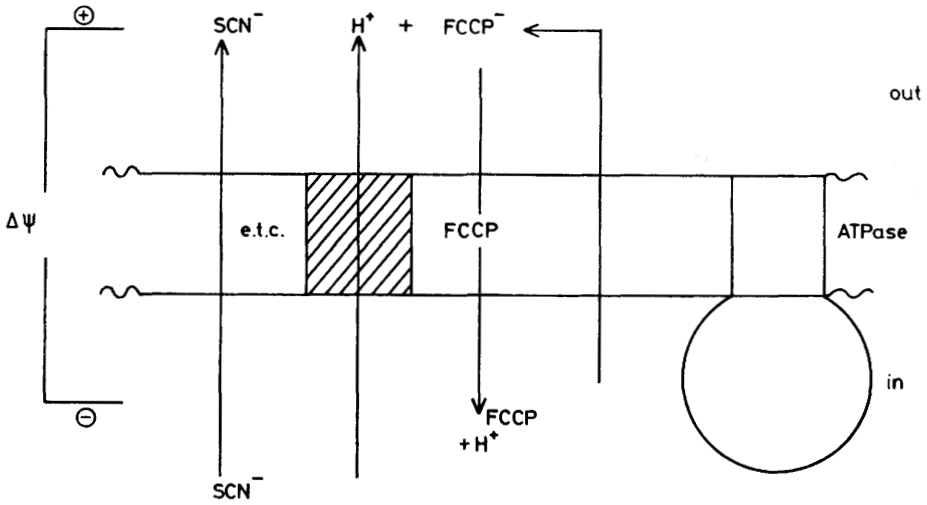 ⊕
SCN⁻
H⁺ + FCCP⁻
out
ΔΨ
e.t.c.
FCCP
ATPase
in
⊖
FCCP
+H⁺
SCN⁻